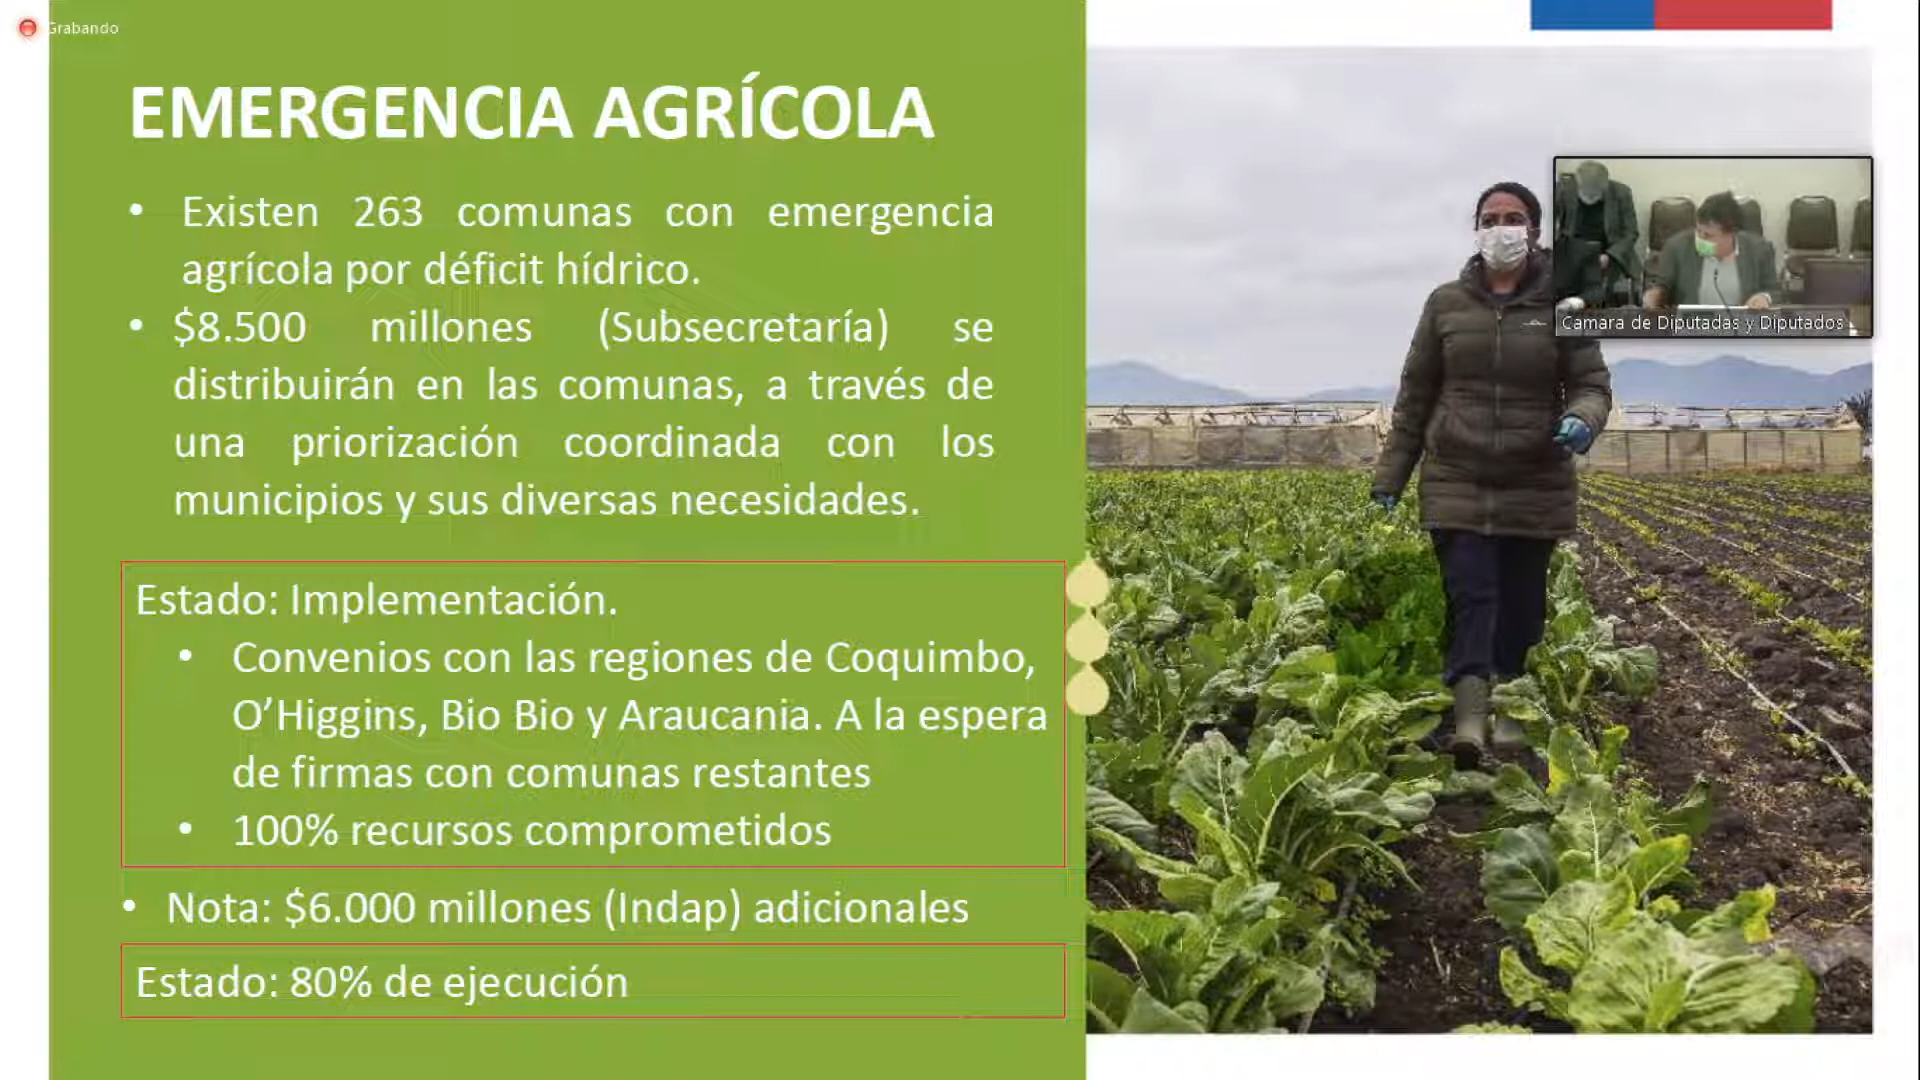 Grabando
EMERGENCIA AGRÍCOLA
• Existen 263 comunas con emergencia
agrícola por déficit hídrico.
• $8.500 millones (Subsecretaría) se
distribuirán en las comunas, a través de
una priorización coordinada con los
municipios y sus diversas necesidades.
Estado: Implementación.
• Convenios con las regiones de Coquimbo,
O’Higgins, Bio Bio y Araucania. A la espera
de firmas con comunas restantes
• 100% recursos comprometidos
• Nota: $6.000 millones (Indap) adicionales
Estado: 80% de ejecución
Camara de Diputadas y Diputados